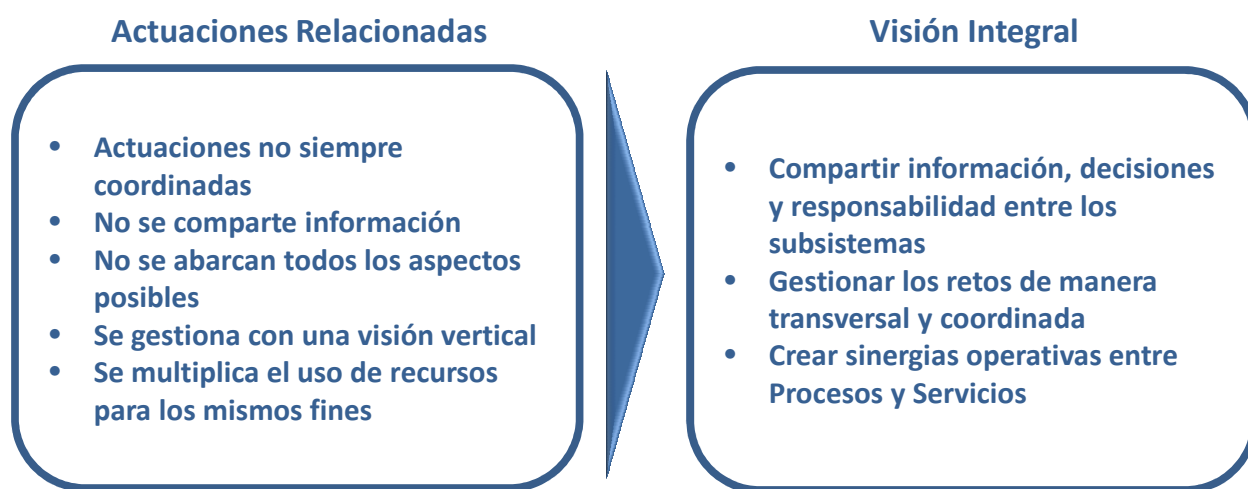 Actuaciones Relacionadas
• Actuaciones no siempre
coordinadas
• No se comparte información
• No se abarcan todos los aspectos
posibles
• Se gestiona con una visión vertical
• Se multiplica el uso de recursos
para los mismos fines
Visión Integral
• Compartir información, decisiones
y responsabilidad entre los
subsistemas
• Gestionar los retos de manera
transversal y coordinada
• Crear sinergias operativas entre
Procesos y Servicios